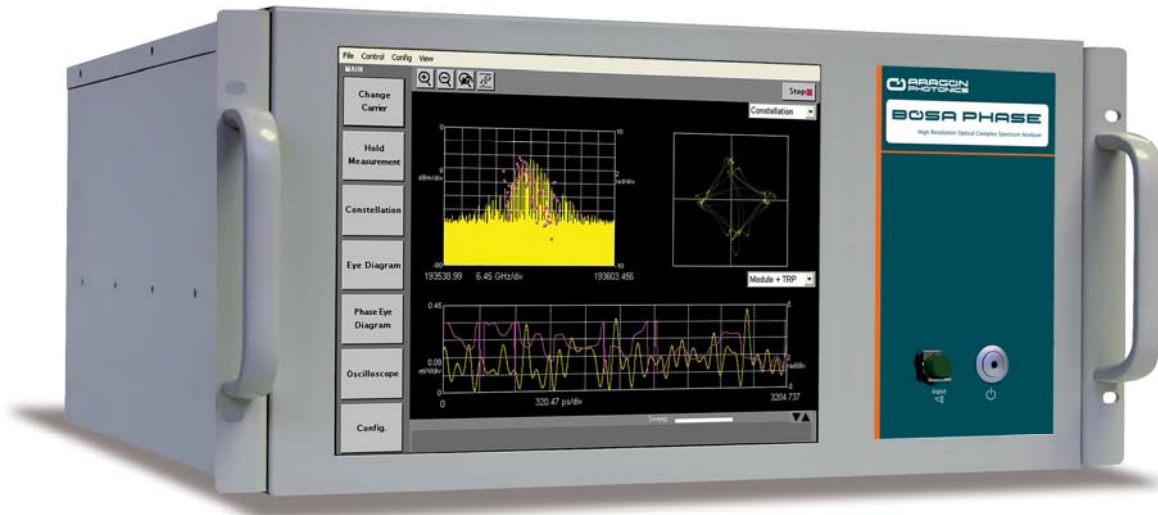 File Control Config View
MAIN
Stop
Change
Carrier
Constellation
Hold
Measurement
Constellation
Eye Diagram
Phase Eye
Diagram
Oscilloscope
Config.
0
10
dBm/div
rad/div
-80
10
193538.99 6.45 GHz/div 193603.456
Module + TRP
0.45
0.09
mW/div
0
rad/div
0 320.47 ps/div 3204.737
Sweep
ARAGON
PHOTONICS
BOSA PHASE
High Resolution Optical Complex Spectrum Analyser
Input